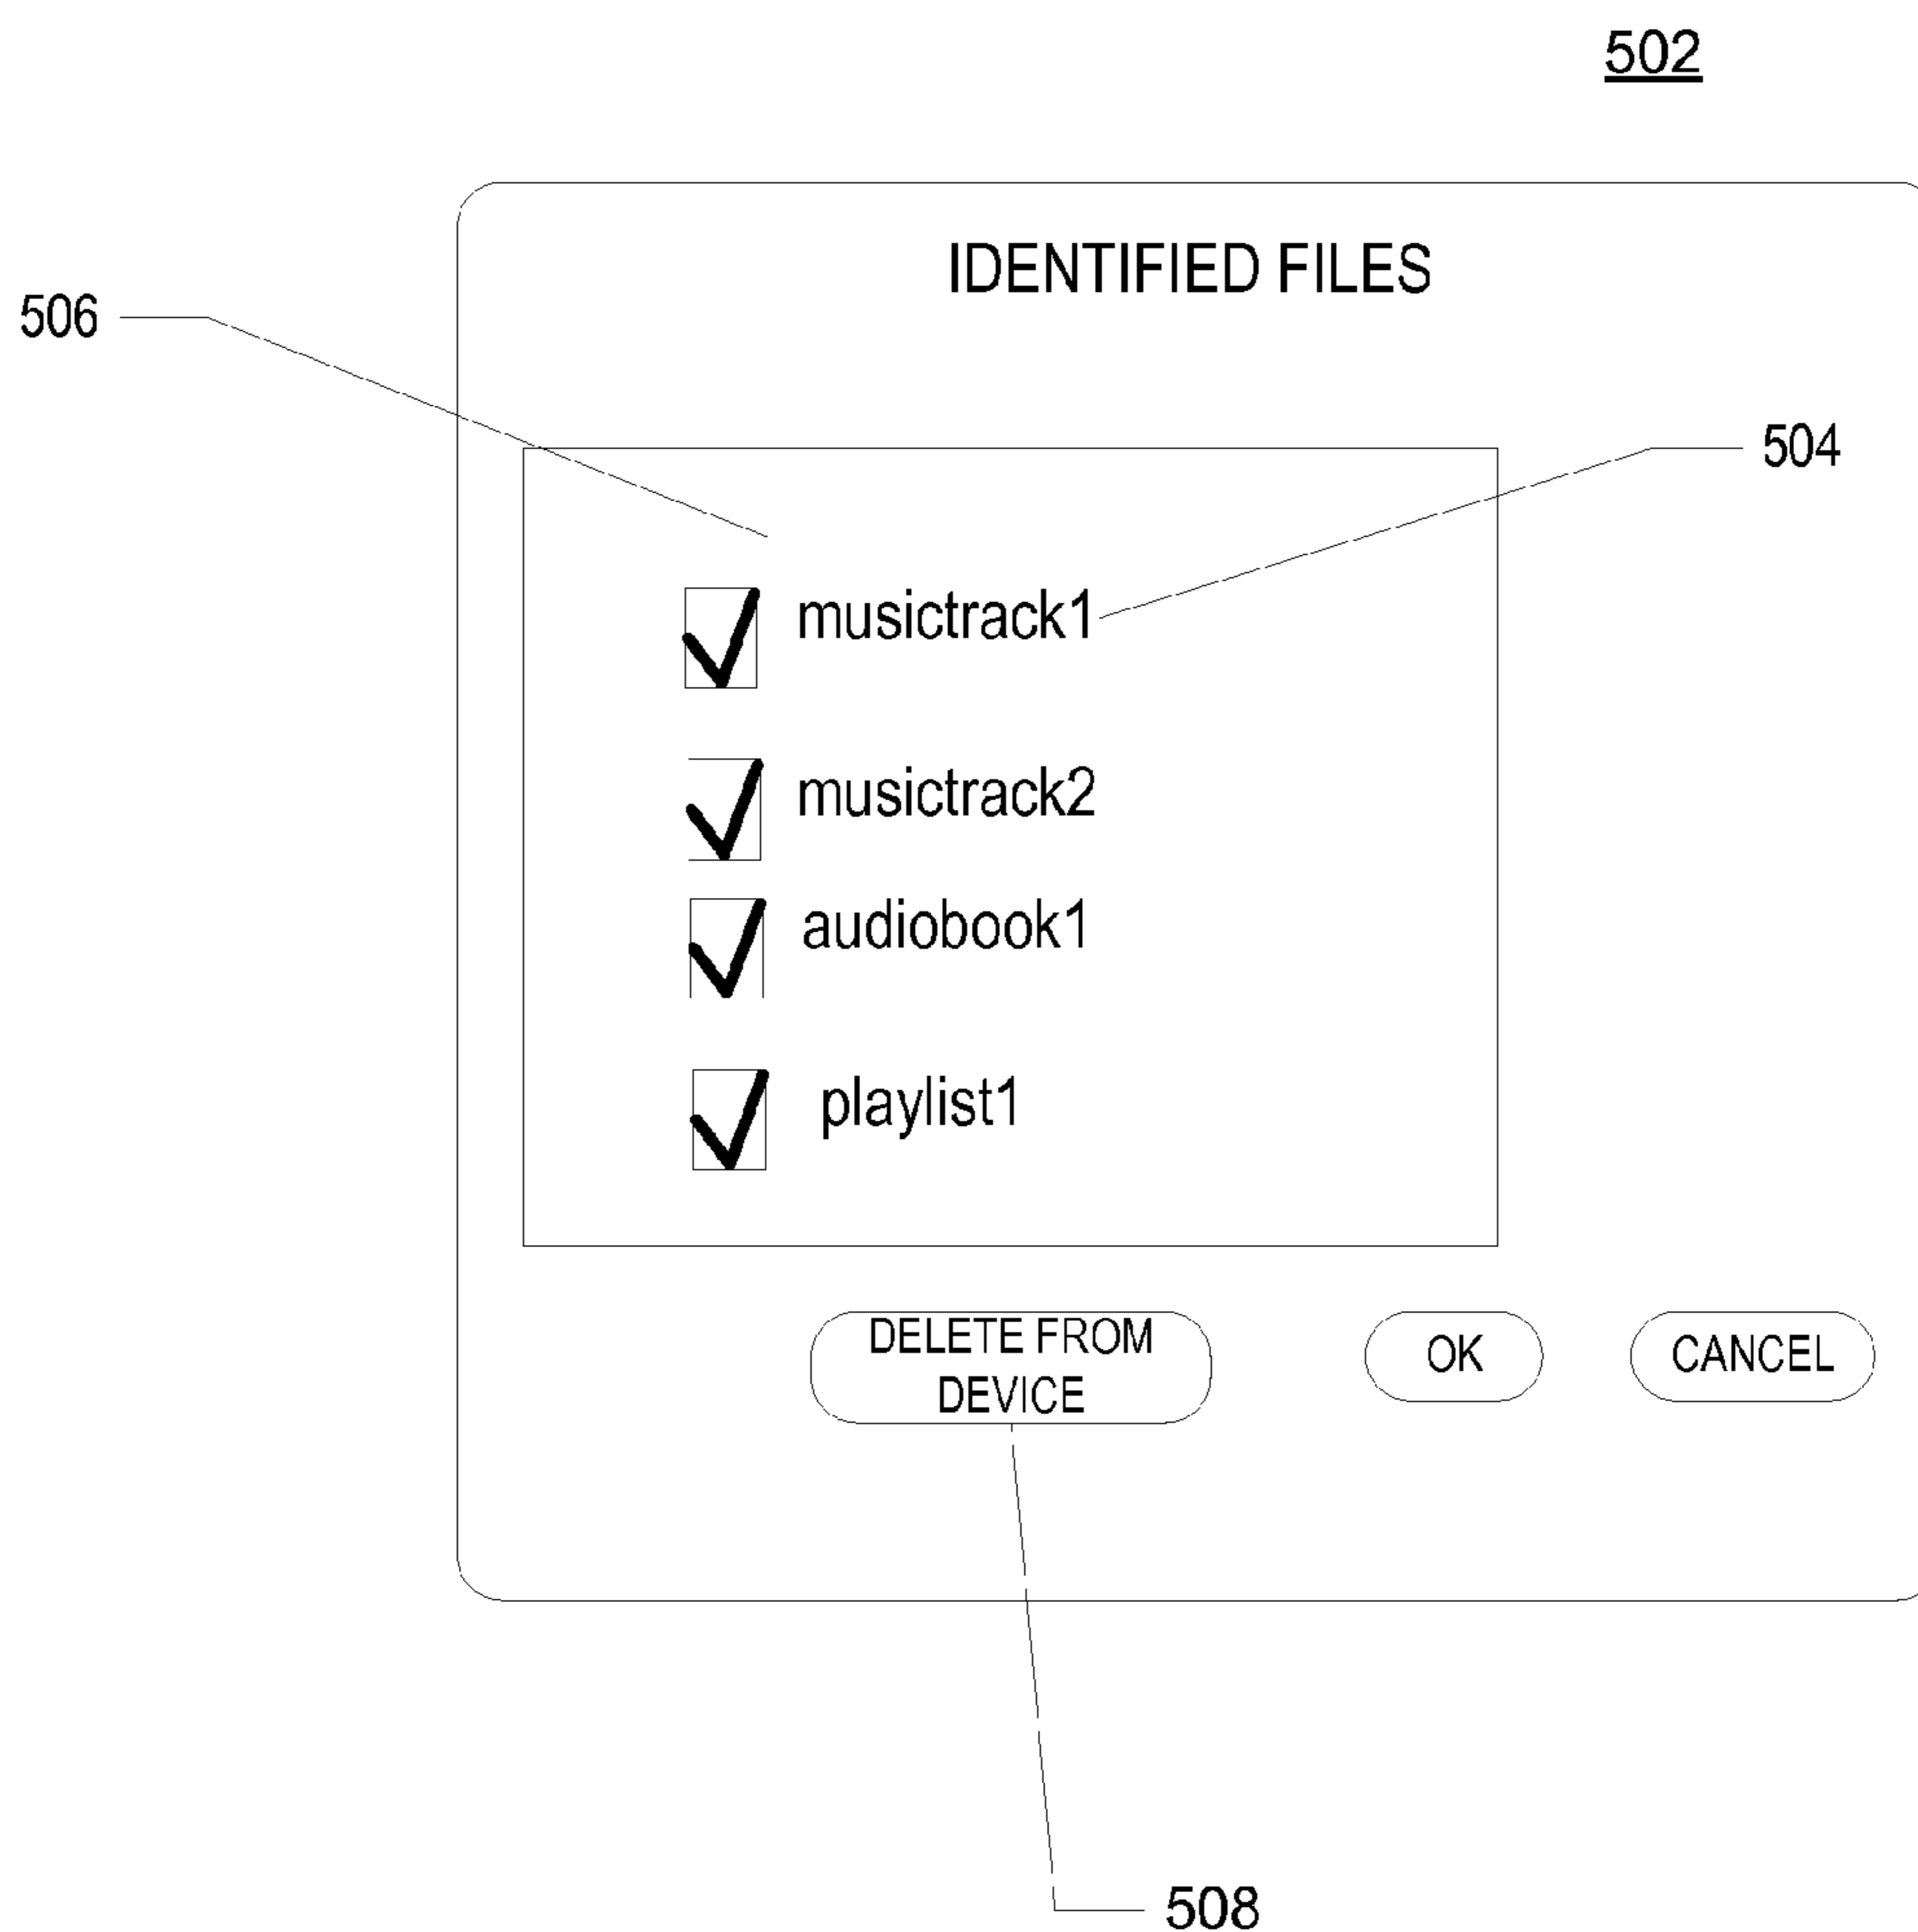 502
IDENTIFIED FILES
506
504
musictrack1
musictrack2
audiobook1
playlist1
DELETE FROM
DEVICE
OK
CANCEL
508